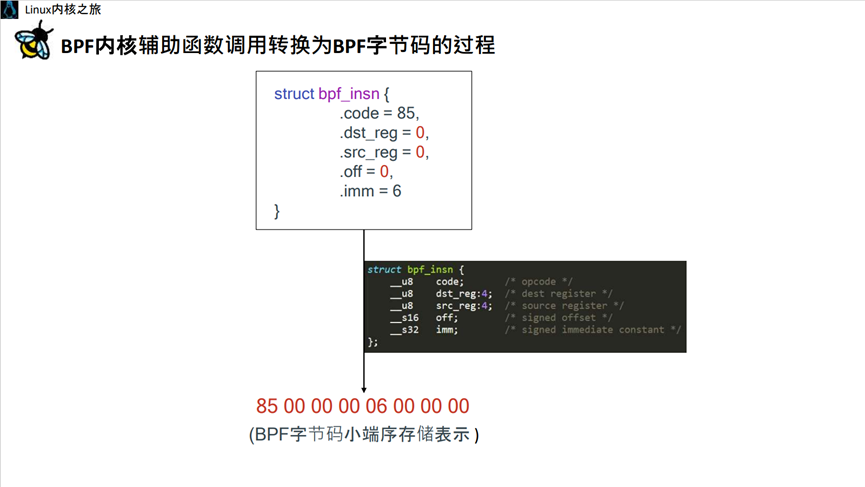 Linux内核之旅
BPF内核辅助函数调用转换为BPF字节码的过程
struct bpf_insn {
.code = 85,
.dst_reg = 0,
.src_reg = 0,
.off = 0,
.imm = 6
}
struct bpf_insn {
__u8 code; /* opcode */
__u8 dst_reg:4; /* dest register */
__u8 src_reg:4; /* source register */
__s16 off; /* signed offset */
__s32 imm; /* signed immediate constant */
};
85 00 00 00 06 00 00 00
(BPF字节码小端序存储表示 )